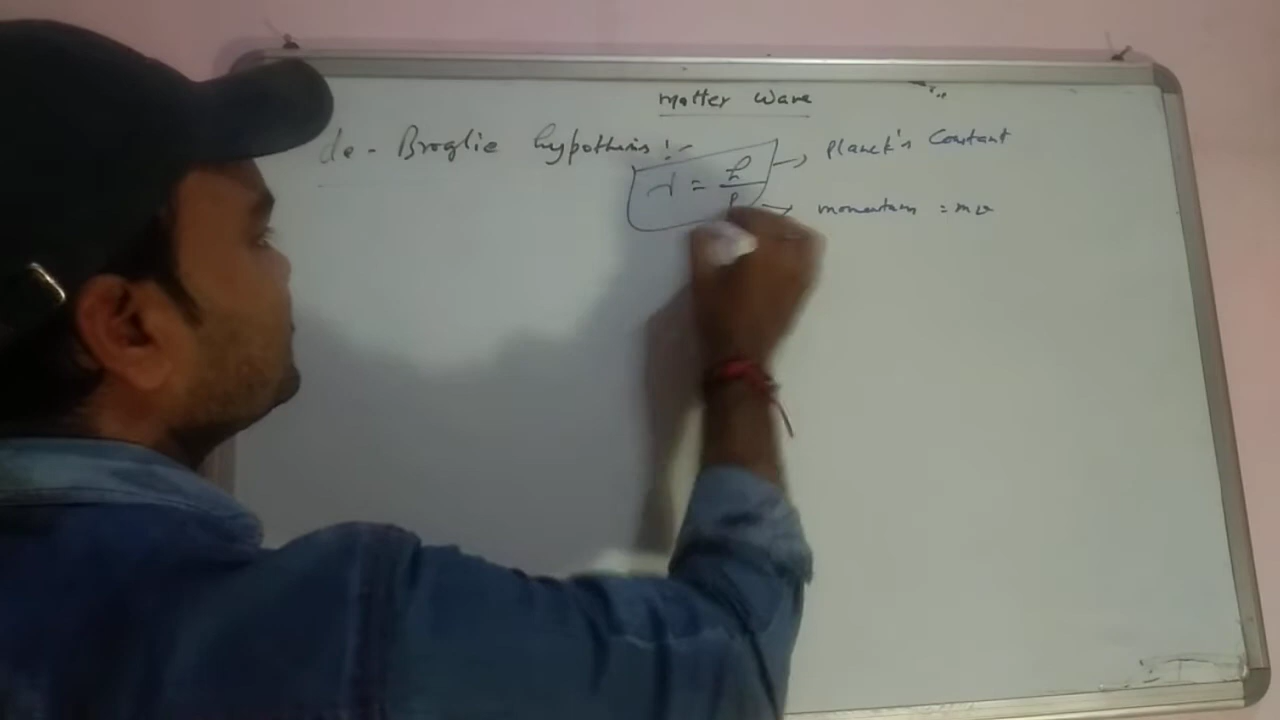 matter wave
de-Broglie hypothesis :-
λ = h/p
→ Planck's Constant
→ momentum = mv